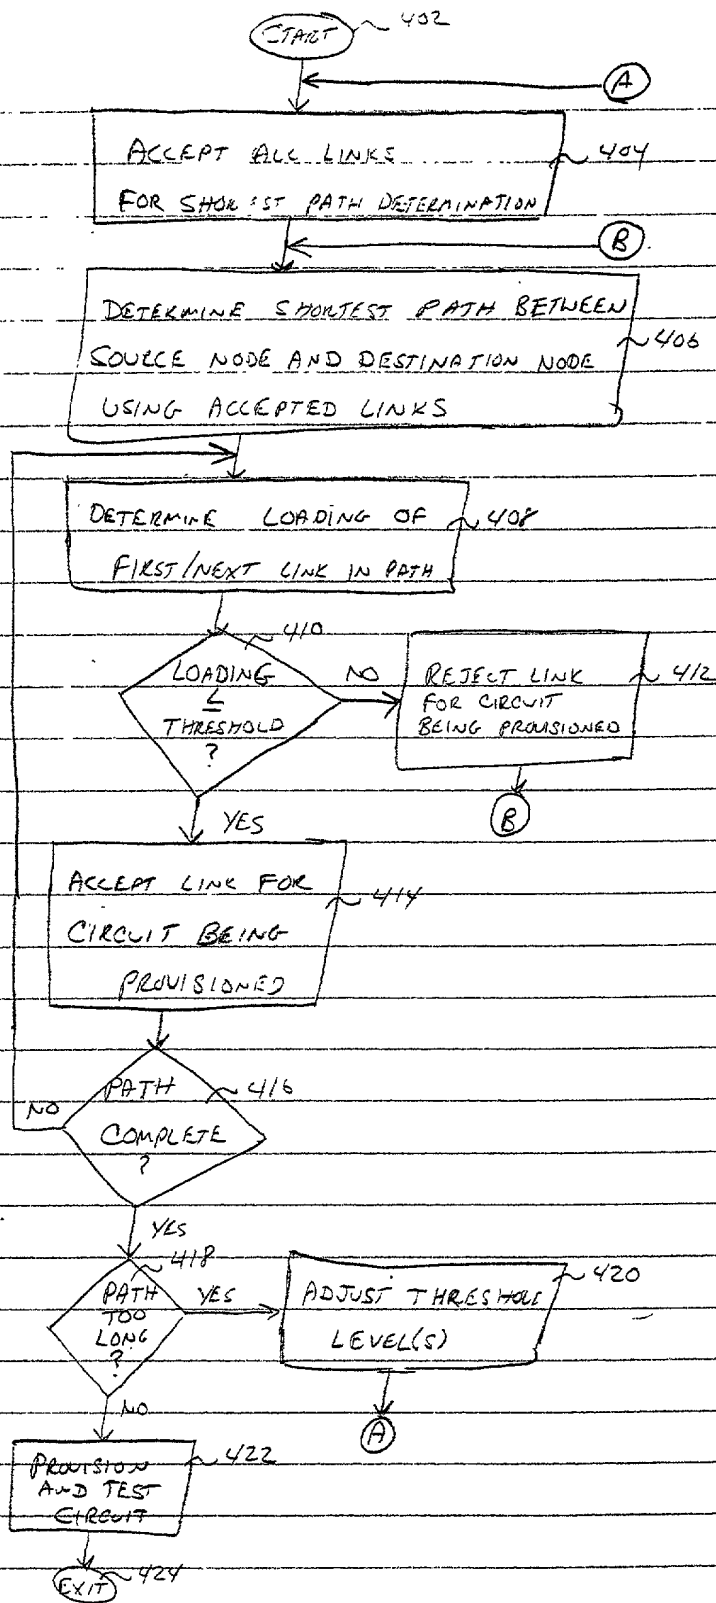 START
402
A
ACCEPT ALL LINKS
404
FOR SHORTEST PATH DETERMINATION
B
DETERMINE SHORTEST PATH BETWEEN
406
SOURCE NODE AND DESTINATION NODE
USING ACCEPTED LINKS
DETERMINE LOADING OF
408
FIRST/NEXT LINK IN PATH
410
LOADING
≤
THRESHOLD
?
NO
REJECT LINK
412
FOR CIRCUIT
BEING PROVISIONED
B
YES
ACCEPT LINK FOR
414
CIRCUIT BEING
PROVISIONED
PATH
416
COMPLETE
?
NO
YES
418
PATH
TOO
LONG
?
YES
ADJUST THRESHOLD
420
LEVEL(S)
A
NO
PROVISION
422
AND TEST
CIRCUIT
EXIT
424